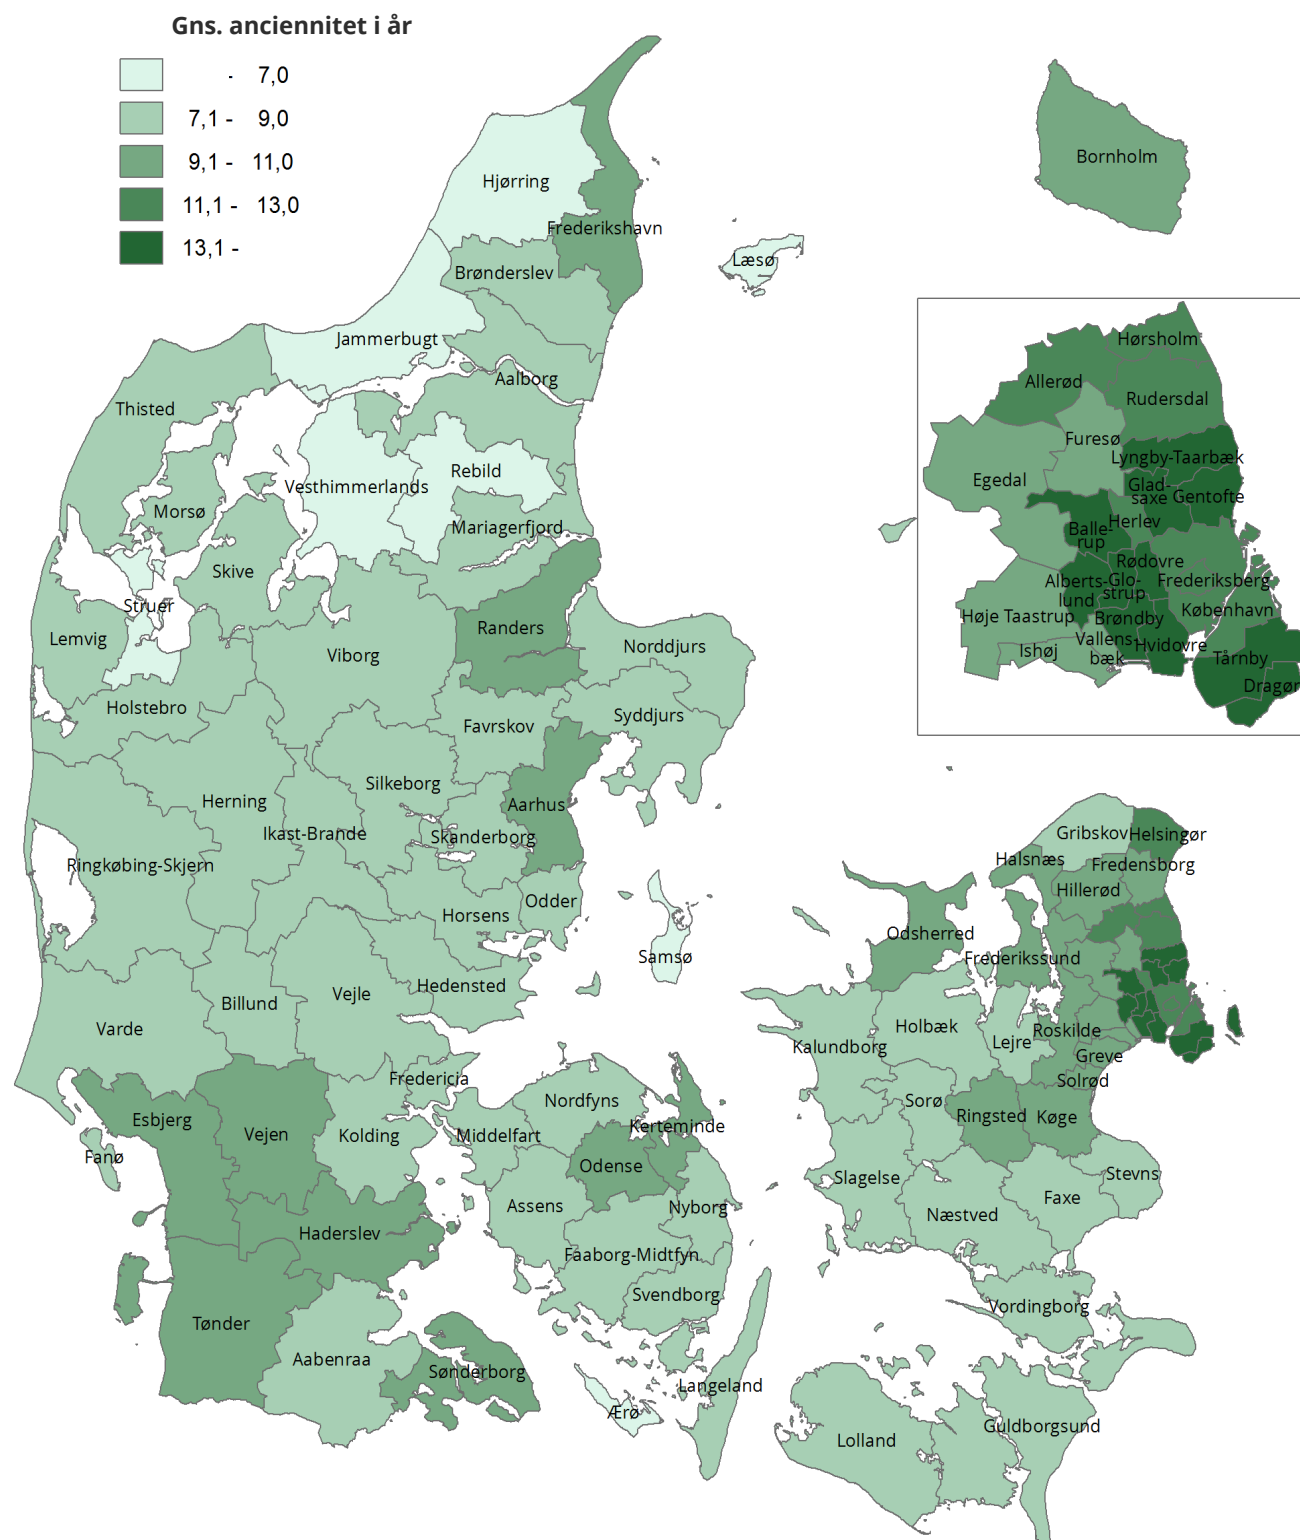 Gns. anciennitet i år
- 7,0
7,1 - 9,0
9,1 - 11,0
11,1 - 13,0
13,1 -
Hjørring
Frederikshavn
Læsø
Brønderslev
Jammerbugt
Aalborg
Thisted
Rebild
Vesthimmerlands
Morsø
Mariagerfjord
Skive
Struer
Lemvig
Randers
Norddjurs
Viborg
Holstebro
Syddjurs
Favrskov
Silkeborg
Herning
Aarhus
Ikast-Brande
Skanderborg
Ringkøbing-Skjern
Odder
Horsens
Samsø
Hedensted
Vejle
Billund
Varde
Fredericia
Esbjerg
Vejen
Kolding
Fanø
Haderslev
Tønder
Aabenraa
Sønderborg
Nordfyns
Middelfart
Kerteminde
Odense
Assens
Nyborg
Faaborg-Midtfyn
Svendborg
Langeland
Ærø
Bornholm
Hørsholm
Allerød
Rudersdal
Furesø
Lyngby-Taarbæk
Egedal
Glad-
saxe
Gentofte
Herlev
Balle-
rup
Rødovre
Alberts-
lund
Glo-
strup
Frederiksberg
København
Høje Taastrup
Brøndby
Vallens-
bæk
Hvidovre
Ishøj
Tårnby
Dragør
Gribskov
Helsingør
Halsnæs
Fredensborg
Hillerød
Odsherred
Frederikssund
Holbæk
Roskilde
Lejre
Kalundborg
Greve
Solrød
Sorø
Ringsted
Køge
Stevns
Slagelse
Faxe
Næstved
Vordingborg
Guldborgsund
Lolland